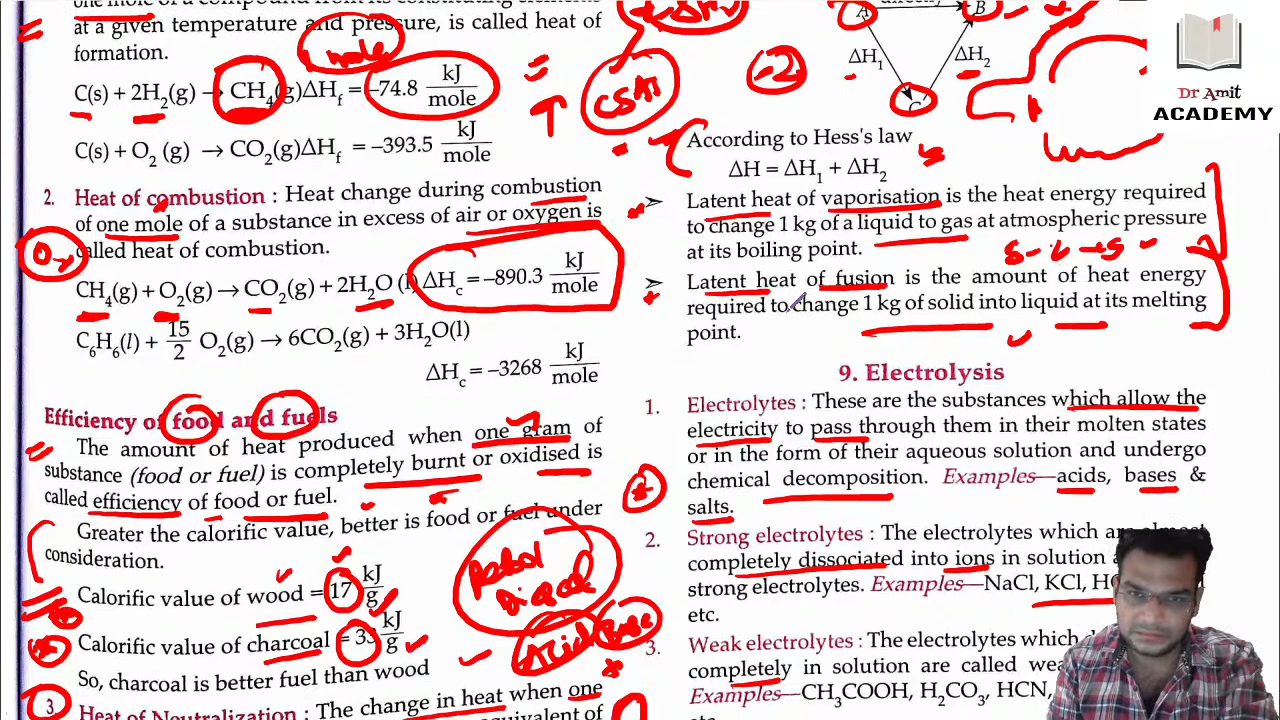 one mole of a compound from its constituting elements
at a given temperature and pressure, is called heat of
formation.
mole
C(s) + 2H₂(g) → CH₄(g)ΔH_f = –74.8 kJ/mole
C(s) + O₂ (g) → CO₂(g)ΔH_f = –393.5 kJ/mole
2. Heat of combustion : Heat change during combustion
of one mole of a substance in excess of air or oxygen is
called heat of combustion.
CH₄(g) + O₂(g) → CO₂(g) + 2H₂O (l) ΔH_c = –890.3 kJ/mole
C₆H₆(l) + 15/2 O₂(g) → 6CO₂(g) + 3H₂O(l)
ΔH_c = –3268 kJ/mole
Efficiency of food and fuels
The amount of heat produced when one gram of
substance (food or fuel) is completely burnt or oxidised is
called efficiency of food or fuel.
Greater the calorific value, better is food or fuel under
consideration.
Calorific value of wood = 17 kJ/g
Calorific value of charcoal = 33 kJ/g
So, charcoal is better fuel than wood
3 Heat of Neutralization : The change in heat when one
equivalent of
Petrol
Diesel
Acid Base
-2
A B
ΔH₁ ΔH₂
C
According to Hess's law
ΔH = ΔH₁ + ΔH₂
➢ Latent heat of vaporisation is the heat energy required
to change 1 kg of a liquid to gas at atmospheric pressure
at its boiling point.
➢ Latent heat of fusion is the amount of heat energy
required to change 1 kg of solid into liquid at its melting
point.
9. Electrolysis
1. Electrolytes : These are the substances which allow the
electricity to pass through them in their molten states
or in the form of their aqueous solution and undergo
chemical decomposition. Examples—acids, bases &
salts.
2. Strong electrolytes : The electrolytes which are almost
completely dissociated into ions in solution
strong electrolytes. Examples—NaCl, KCl,
etc.
3. Weak electrolytes : The electrolytes which
completely in solution are called
Examples—CH₃COOH, H₂CO₃, HCN,
etc.
Dr Amit
ACADEMY